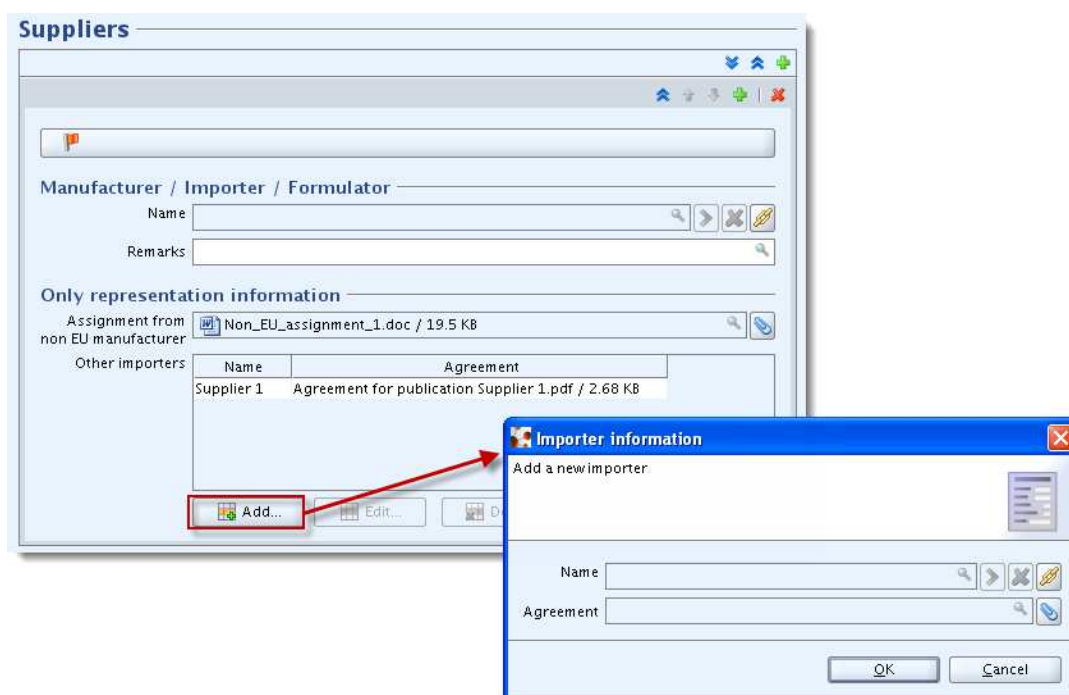 Suppliers
Manufacturer / Importer / Formulator
Name
Remarks
Only representation information
Assignment from
non EU manufacturer
Non_EU_assignment_1.doc / 19.5 KB
Other importers
Name Agreement
Supplier 1 Agreement for publication Supplier 1.pdf / 2.68 KB
Add... Edit...
Importer information
Add a new importer
Name
Agreement
OK Cancel